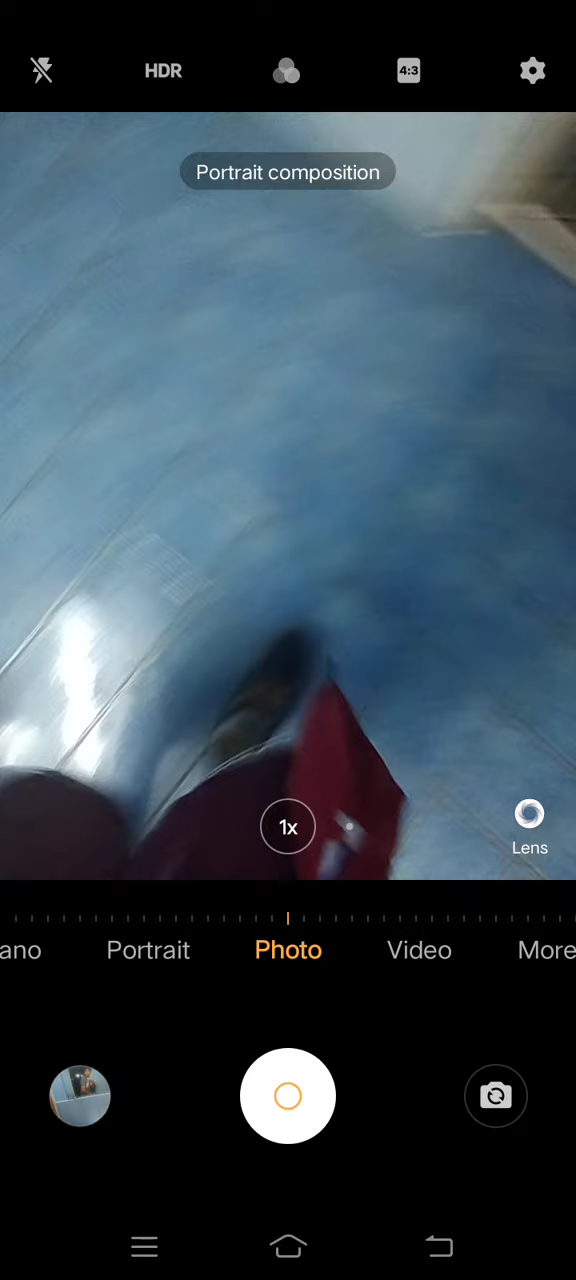 HDR
4:3
Portrait composition
1x
Lens
ano
Portrait
Photo
Video
More